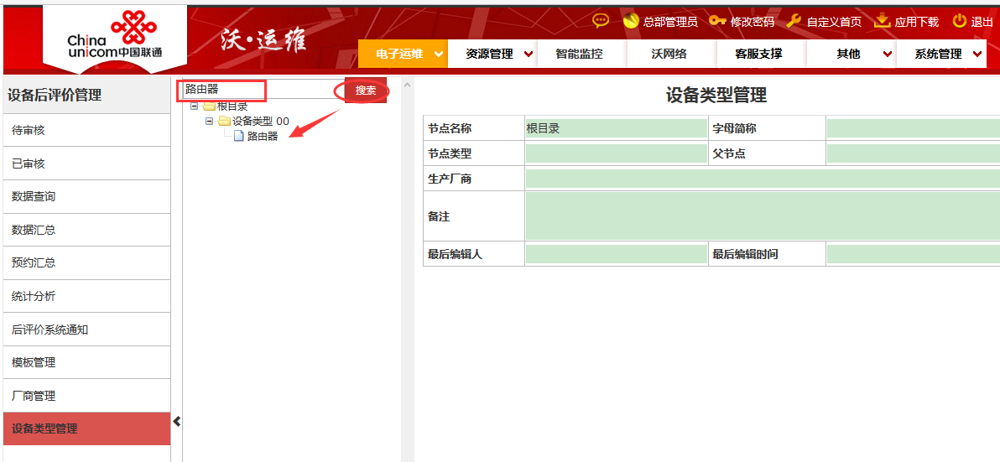 China
unicom中国联通
沃·运维
总部管理员 修改密码 自定义首页 应用下载 退出
电子运维 资源管理 智能监控 沃网络 客服支撑 其他 系统管理
设备后评价管理
待审核
已审核
数据查询
数据汇总
预约汇总
统计分析
后评价系统通知
模板管理
厂商管理
设备类型管理
路由器 搜索
根目录
设备类型 00
路由器
设备类型管理
节点名称 根目录 字母简称
节点类型 父节点
生产厂商
备注
最后编辑人 最后编辑时间